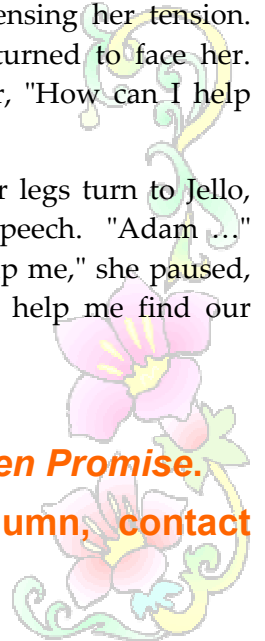 ensing her tension.
urned to face her.
r, "How can I help
r legs turn to Jello,
peech. "Adam …"
p me," she paused,
help me find our
en Promise.
umn, contact